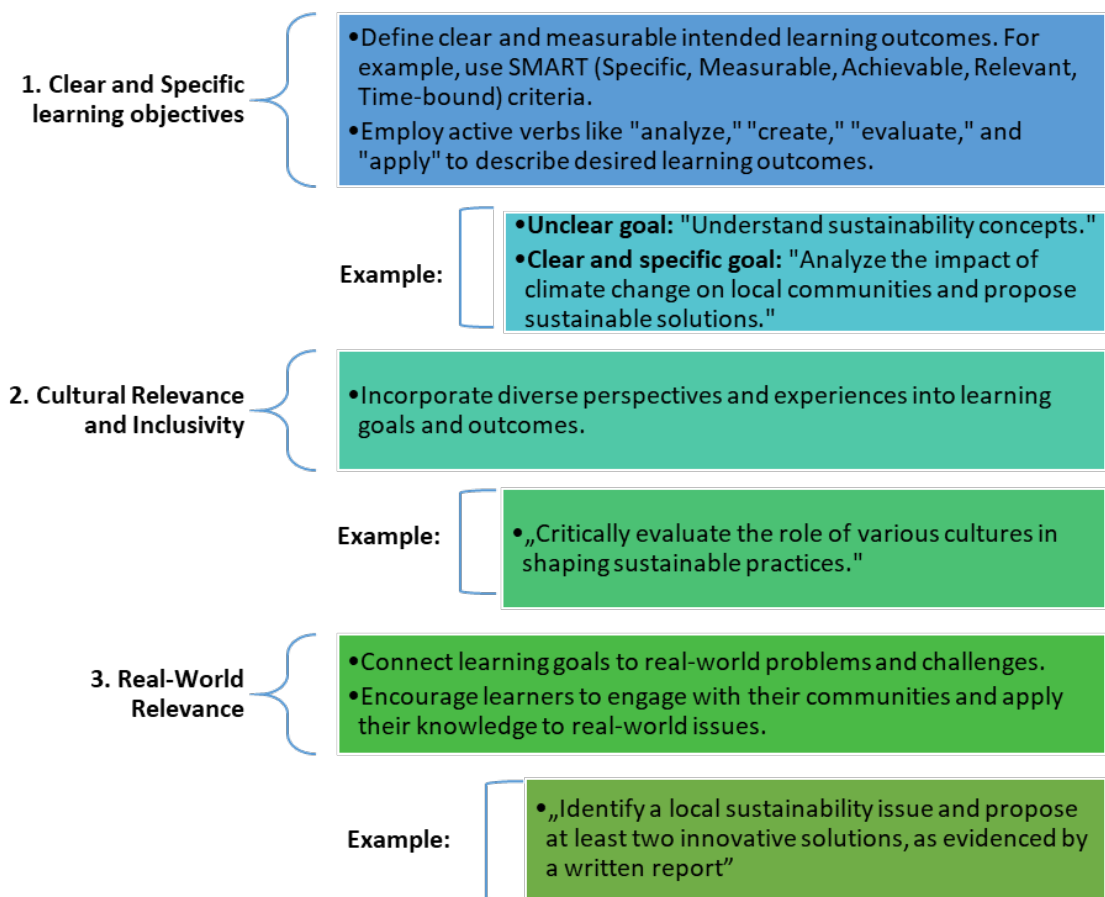 1. Clear and Specific
learning objectives
•Define clear and measurable intended learning outcomes. For
example, use SMART (Specific, Measurable, Achievable, Relevant,
Time-bound) criteria.
•Employ active verbs like "analyze," "create," "evaluate," and
"apply" to describe desired learning outcomes.
Example:
•Unclear goal: "Understand sustainability concepts."
•Clear and specific goal: "Analyze the impact of
climate change on local communities and propose
sustainable solutions."
2. Cultural Relevance
and Inclusivity
•Incorporate diverse perspectives and experiences into learning
goals and outcomes.
Example:
•„Critically evaluate the role of various cultures in
shaping sustainable practices."
3. Real-World
Relevance
•Connect learning goals to real-world problems and challenges.
•Encourage learners to engage with their communities and apply
their knowledge to real-world issues.
Example:
•„Identify a local sustainability issue and propose
at least two innovative solutions, as evidenced by
a written report”